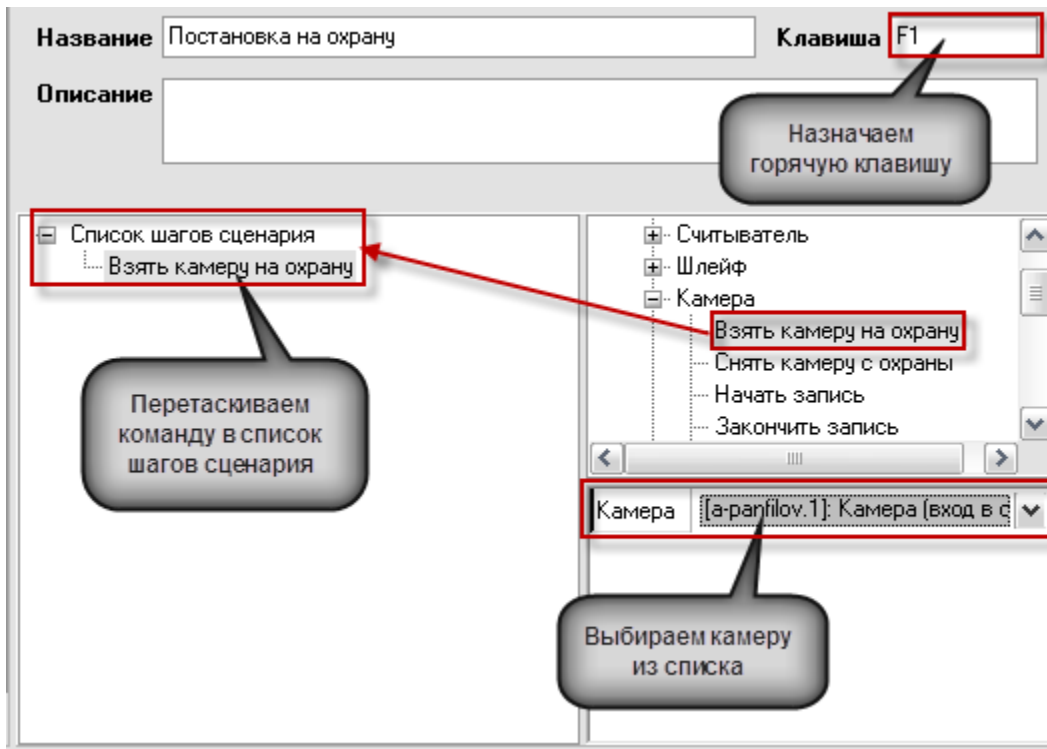 Название Постановка на охрану Клавиша F1
Описание
Назначаем
горячую клавишу
Список шагов сценария
Взять камеру на охрану
Перетаскиваем
команду в список
шагов сценария
Считыватель
Шлейф
Камера
Взять камеру на охрану
Снять камеру с охраны
Начать запись
Закончить запись
Камера [a-panfilov.1]: Камера (вход в
Выбираем камеру
из списка